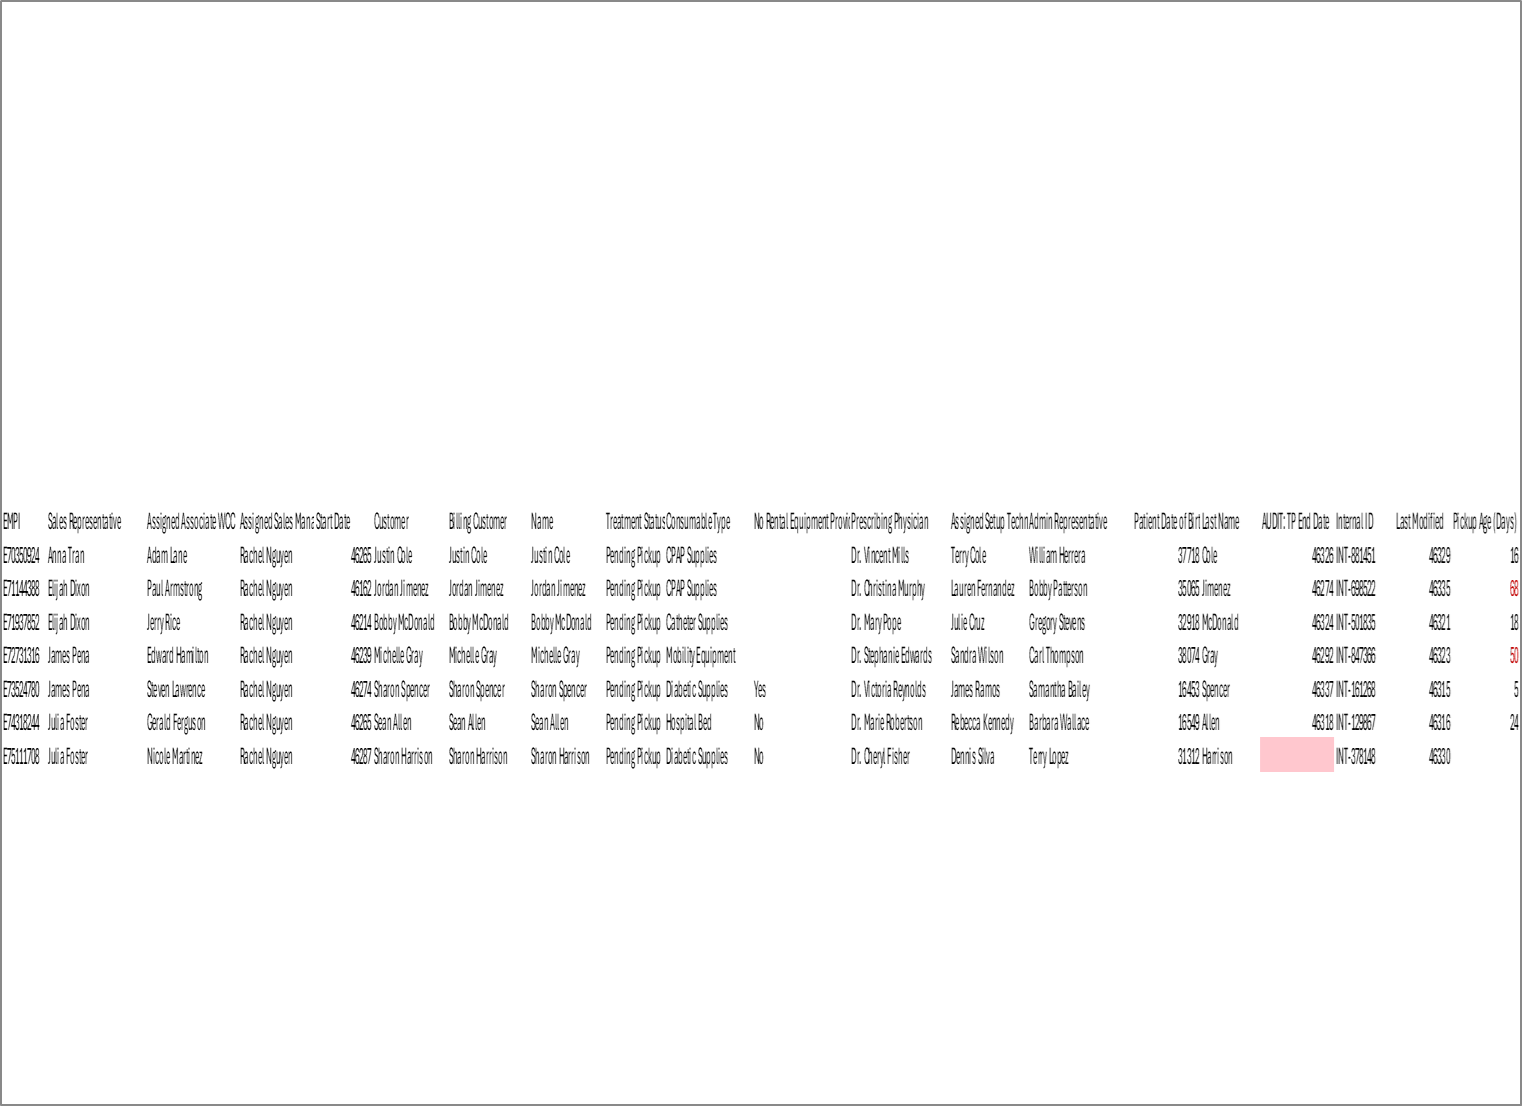 EMPI Sales Representative Assigned Associate WCC Assigned Sales Mana Start Date Customer Billing Customer Name Treatment Status Consumable Type No Rental Equipment Provi Prescribing Physician Assigned Setup Techn Admin Representative Patient Date of Birt Last Name AUDIT: TP End Date Internal ID Last Modified Pickup Age (Days)
E70350924 Anna Tran Adam Lane Rachel Nguyen 46265 Justin Cole Justin Cole Justin Cole Pending Pickup CPAP Supplies Dr. Vincent Mills Terry Cole William Herrera 37718 Cole 46326 INT-881451 46329 16
E71144388 Elijah Dixon Paul Armstrong Rachel Nguyen 46162 Jordan Jimenez Jordan Jimenez Jordan Jimenez Pending Pickup CPAP Supplies Dr. Christina Murphy Lauren Fernandez Bobby Patterson 35065 Jimenez 46274 INT-698522 46335 68
E71937852 Elijah Dixon Jerry Rice Rachel Nguyen 46214 Bobby McDonald Bobby McDonald Bobby McDonald Pending Pickup Catheter Supplies Dr. Mary Pope Julie Cruz Gregory Stevens 32918 McDonald 46324 INT-501835 46321 18
E72731316 James Pena Edward Hamilton Rachel Nguyen 46239 Michelle Gray Michelle Gray Michelle Gray Pending Pickup Mobility Equipment Dr. Stephanie Edwards Sandra Wilson Carl Thompson 38074 Gray 46292 INT-847366 46323 50
E73524780 James Pena Steven Lawrence Rachel Nguyen 46274 Sharon Spencer Sharon Spencer Sharon Spencer Pending Pickup Diabetic Supplies Yes Dr. Victoria Reynolds James Ramos Samantha Bailey 16453 Spencer 46337 INT-161268 46315 5
E74318244 Julia Foster Gerald Ferguson Rachel Nguyen 46265 Sean Allen Sean Allen Sean Allen Pending Pickup Hospital Bed No Dr. Marie Robertson Rebecca Kennedy Barbara Wallace 16549 Allen 46318 INT-129867 46316 24
E75111708 Julia Foster Nicole Martinez Rachel Nguyen 46287 Sharon Harrison Sharon Harrison Sharon Harrison Pending Pickup Diabetic Supplies No Dr. Cheryl Fisher Dennis Silva Terry Lopez 31312 Harrison INT-378148 46330